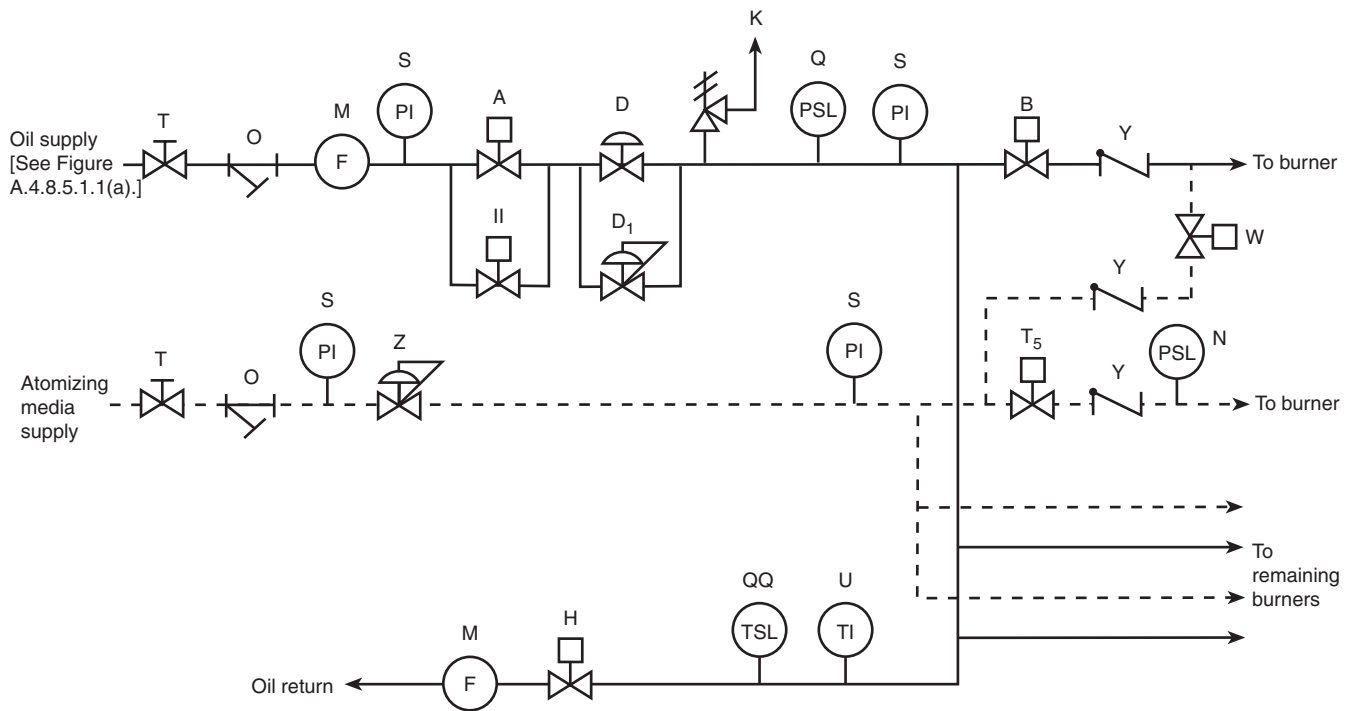 K
S
Q
S
M
A
D
B
Y
T
O
PI
PSL
PI
Oil supply
[See Figure
A.4.8.5.1.1(a).]
F
To burner
II
D1
W
S
S
Y
T
O
Z
T5
Y
N
PI
PI
PSL
Atomizing
media
supply
To burner
To
remaining
burners
QQ
U
M
H
TSL
TI
Oil return
F